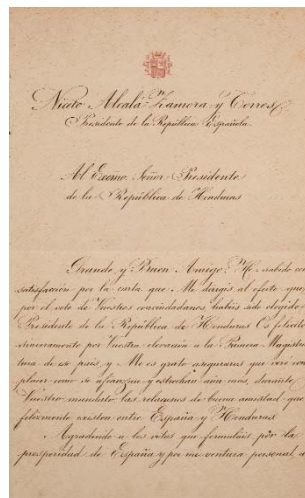 Niceto Alcalá-Zamora y Torres
Presidente de la República Española
Al Excmo. Señor Presidente
de la República de Honduras
Grande y Buen Amigo: He sabido con
satisfacción por la carta que Me dirigís al efecto que,
por el voto de Vuestros conciudadanos, habéis sido elegido
Presidente de la República de Honduras. Os felicito
sinceramente por Vuestra elevación a la Primera Magistra-
tura de ese país y Me es grato aseguraros que veré con
placer como se afianzan y estrechan aún más, durante
Vuestro mandato las relaciones de buena amistad que
felizmente existen entre España y Honduras.
Agradezco a los votos que formuláis por la
prosperidad de España y por mi ventura personal, a